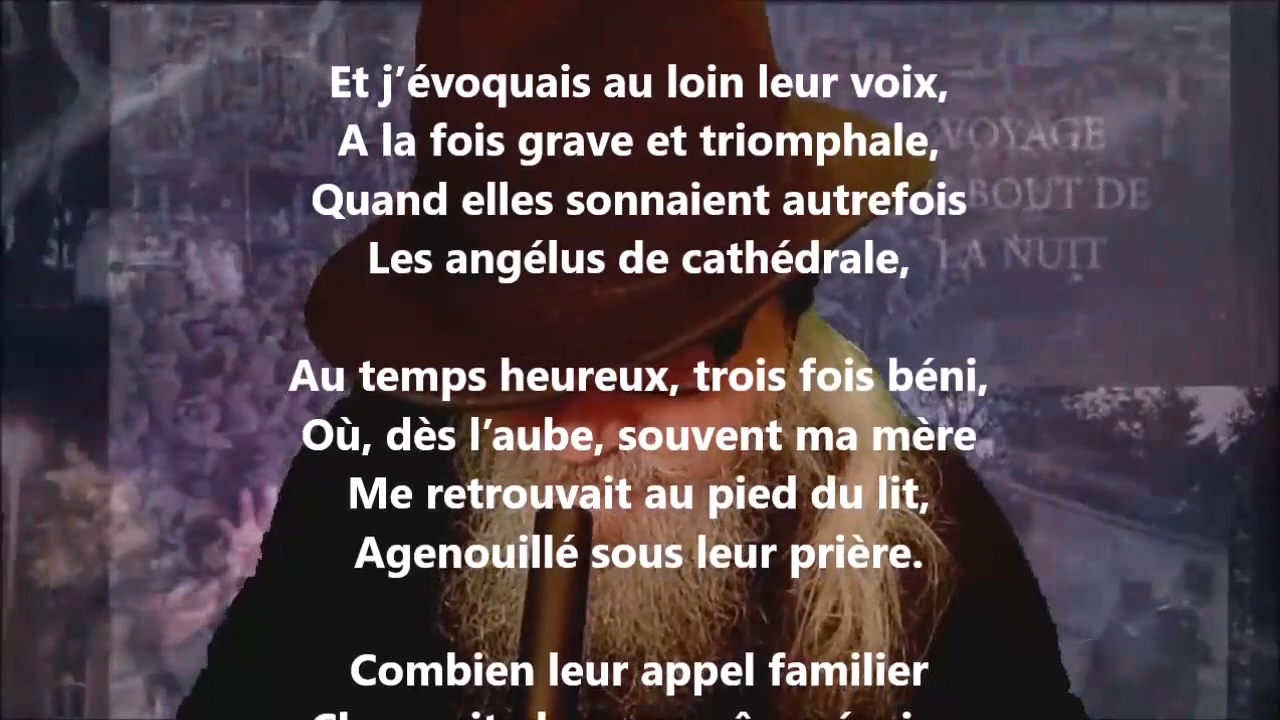 Et j’évoquais au loin leur voix,
A la fois grave et triomphale,
Quand elles sonnaient autrefois
Les angélus de cathédrale,
Au temps heureux, trois fois béni,
Où, dès l’aube, souvent ma mère
Me retrouvait au pied du lit,
Agenouillé sous leur prière.
Combien leur appel familier
VOYAGE
BOUT DE
LA NUIT